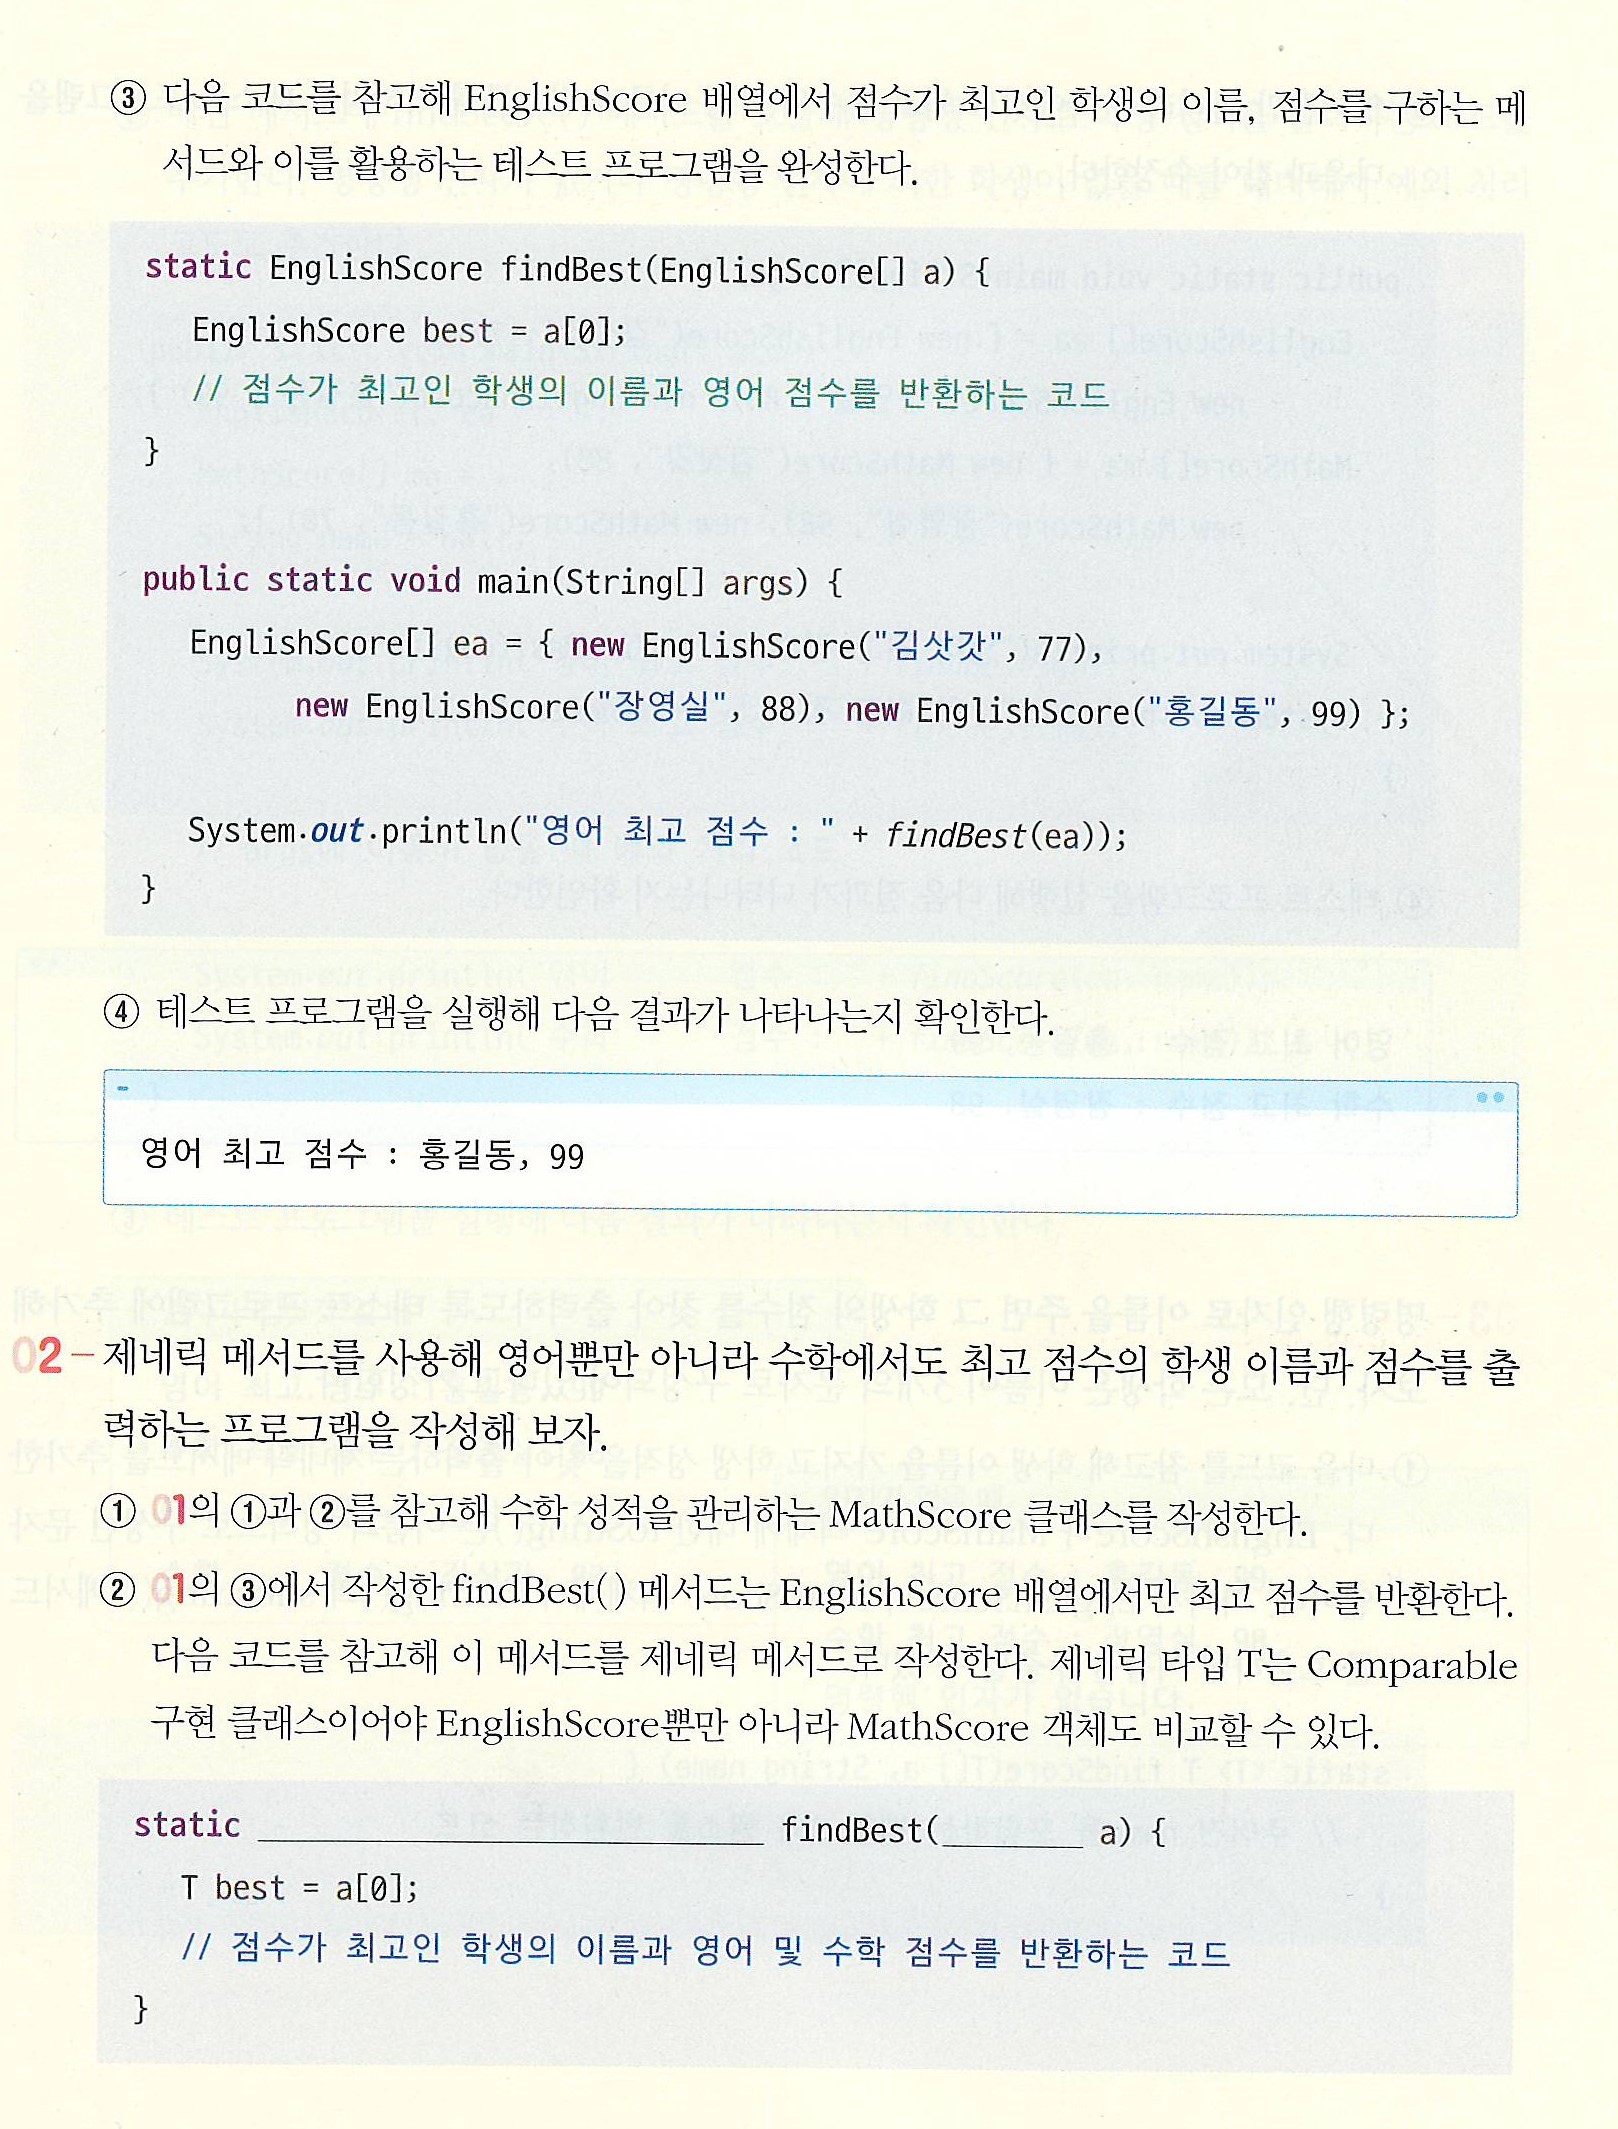 ③ 다음 코드를 참고해 EnglishScore 배열에서 점수가 최고인 학생의 이름, 점수를 구하는 메
서드와 이를 활용하는 테스트 프로그램을 완성한다.
static EnglishScore findBest(EnglishScore[] a) {
EnglishScore best = a[0];
// 점수가 최고인 학생의 이름과 영어 점수를 반환하는 코드
}
public static void main(String[] args) {
EnglishScore[] ea = { new EnglishScore("김삿갓", 77),
new EnglishScore("장영실", 88), new EnglishScore("홍길동", 99) };
System.out.println("영어 최고 점수 : " + findBest(ea));
}
④ 테스트 프로그램을 실행해 다음 결과가 나타나는지 확인한다.
영어 최고 점수 : 홍길동, 99
02 - 제네릭 메서드를 사용해 영어뿐만 아니라 수학에서도 최고 점수의 학생 이름과 점수를 출
력하는 프로그램을 작성해 보자.
① 01의 ①과 ②를 참고해 수학 성적을 관리하는 MathScore 클래스를 작성한다.
② 01의 ③에서 작성한 findBest() 메서드는 EnglishScore 배열에서만 최고 점수를 반환한다.
다음 코드를 참고해 이 메서드를 제네릭 메서드로 작성한다. 제네릭 타입 T는 Comparable
구현 클래스이어야 EnglishScore뿐만 아니라 MathScore 객체도 비교할 수 있다.
static ______________________________ findBest(________ a) {
T best = a[0];
// 점수가 최고인 학생의 이름과 영어 및 수학 점수를 반환하는 코드
}